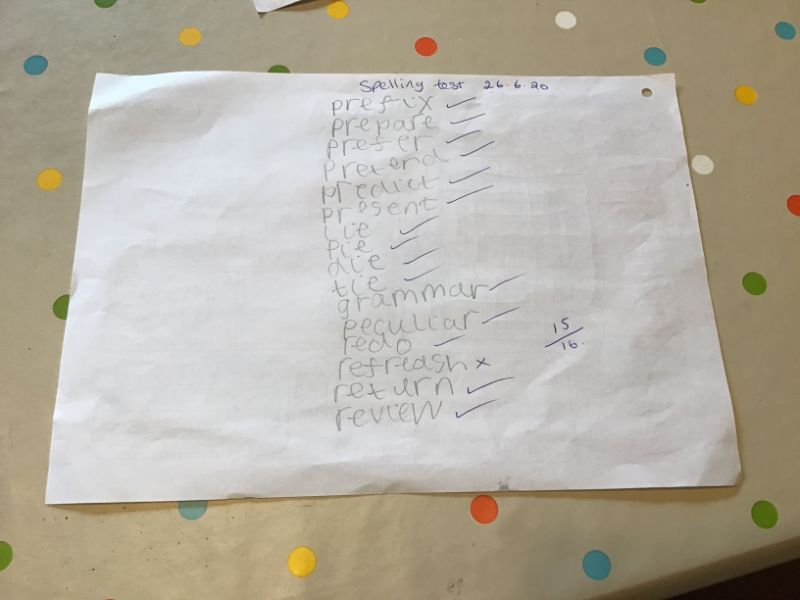 Spelling test 26.6.20
prefix ✓
prepare ✓
prefer ✓
pretend ✓
predict ✓
present ✓
lie ✓
pie ✓
die ✓
tie ✓
grammar ✓
peculiar ✓
redo ✓
15/16
refreash x
return ✓
review ✓